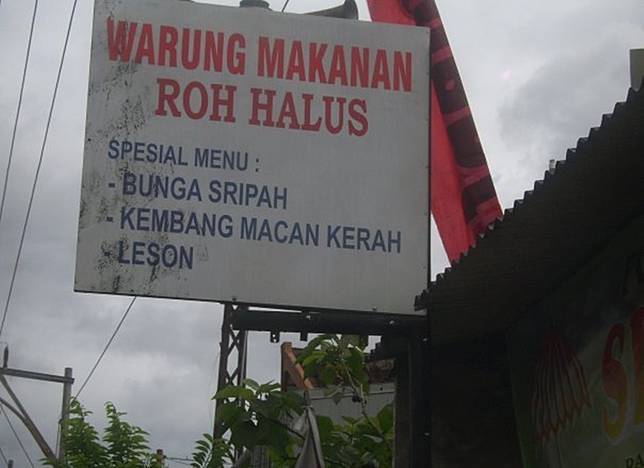 WARUNG MAKANAN
ROH HALUS
SPESIAL MENU :
- BUNGA SRIPAH
- KEMBANG MACAN KERAH
- LESON